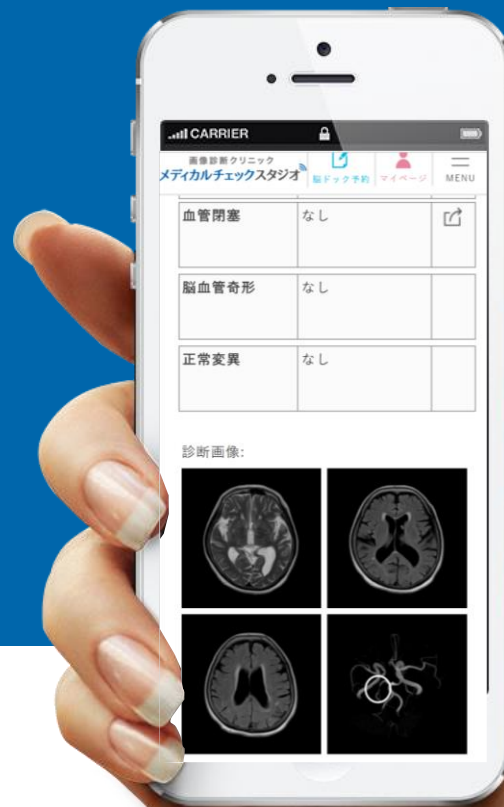 CARRIER
画像診断クリニック
メディカルチェックスタジオ
脳ドック予約
マイページ
MENU
血管閉塞 なし
脳血管奇形 なし
正常変異 なし
診断画像: